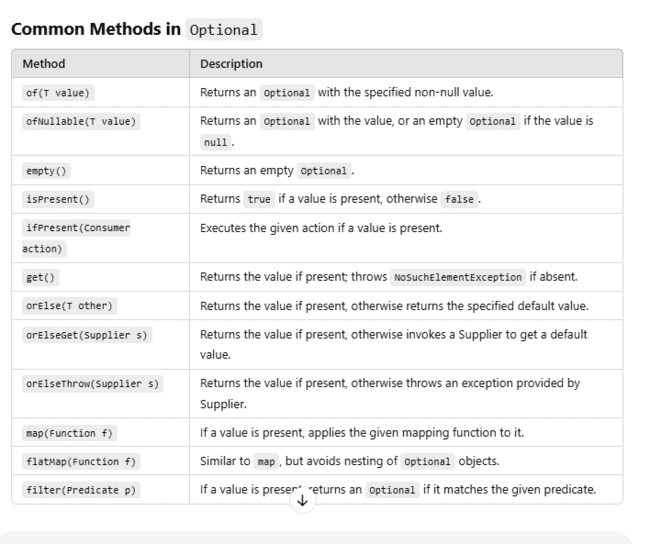 Common Methods in Optional
Method Description
of(T value) Returns an Optional with the specified non-null value.
ofNullable(T value) Returns an Optional with the value, or an empty Optional if the value is
null.
empty() Returns an empty Optional.
isPresent() Returns true if a value is present, otherwise false.
ifPresent(Consumer Executes the given action if a value is present.
action)
get() Returns the value if present; throws NoSuchElementException if absent.
orElse(T other) Returns the value if present, otherwise returns the specified default value.
orElseGet(Supplier s) Returns the value if present, otherwise invokes a Supplier to get a default
value.
orElseThrow(Supplier s) Returns the value if present, otherwise throws an exception provided by
Supplier.
map(Function f) If a value is present, applies the given mapping function to it.
flatMap(Function f) Similar to map, but avoids nesting of Optional objects.
filter(Predicate p) If a value is present, returns an Optional if it matches the given predicate.